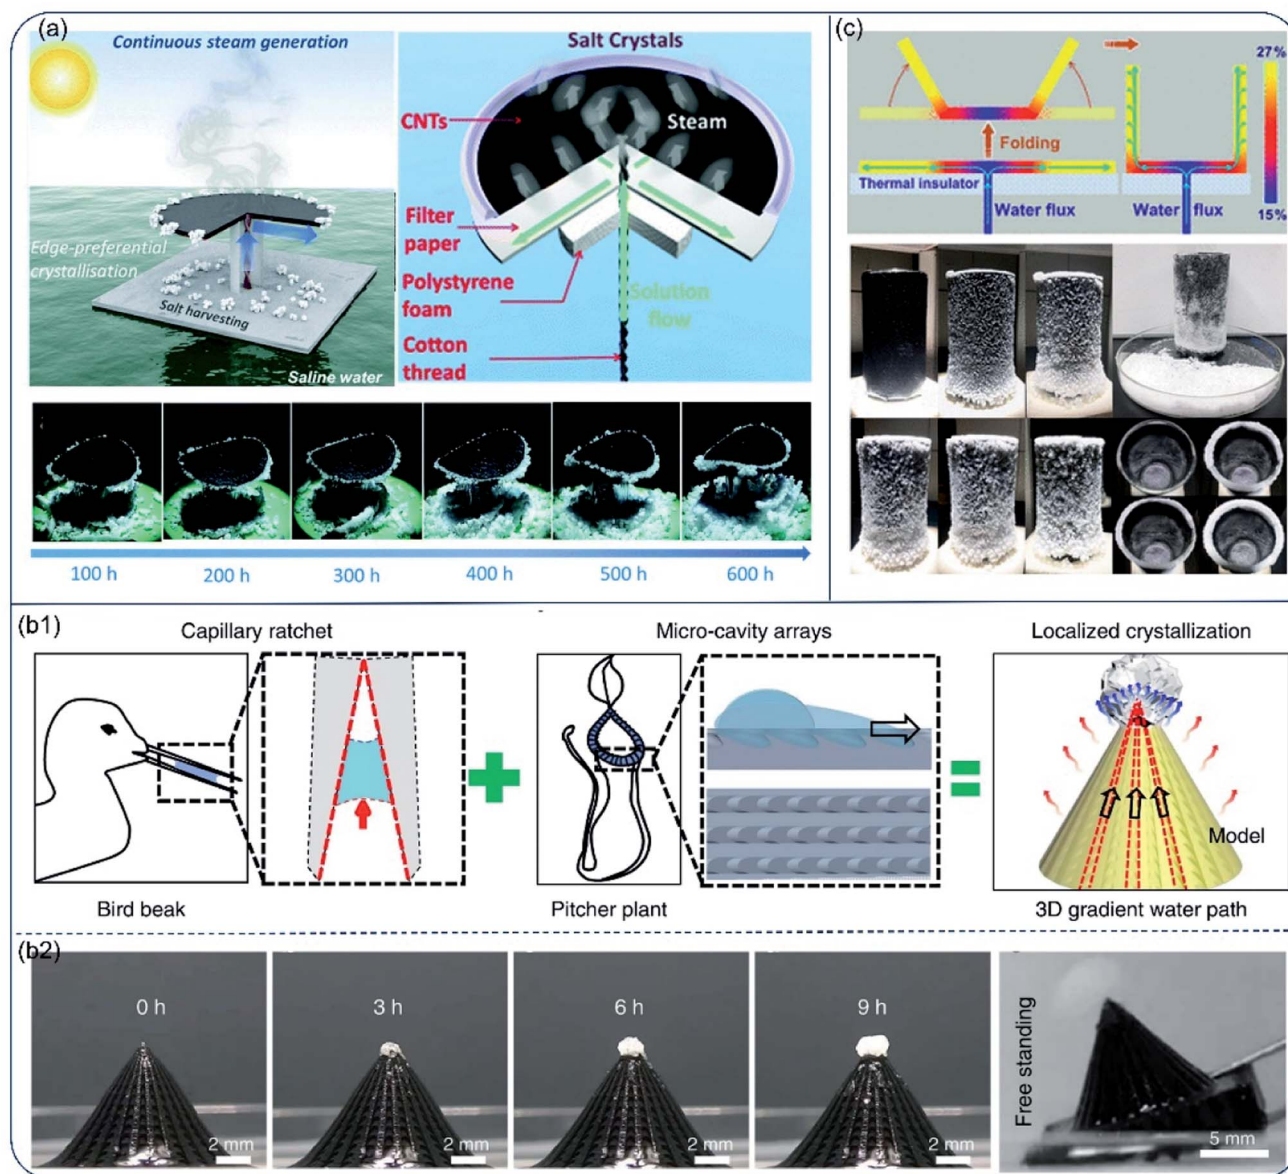 (a)
Continuous steam generation
Edge-preferential
crystallisation
Salt harvesting
Saline water
Salt Crystals
CNTs
Steam
Filter
paper
Polystyrene
foam
Solution
flow
Cotton
thread
100 h
200 h
300 h
400 h
500 h
600 h
(c)
27%
Folding
Thermal insulator
Water flux
Water
flux
15%
(b1)
Capillary ratchet
Micro-cavity arrays
Localized crystallization
Model
Bird beak
Pitcher plant
3D gradient water path
(b2)
0 h
3 h
6 h
9 h
2 mm
2 mm
2 mm
2 mm
Free standing
5 mm